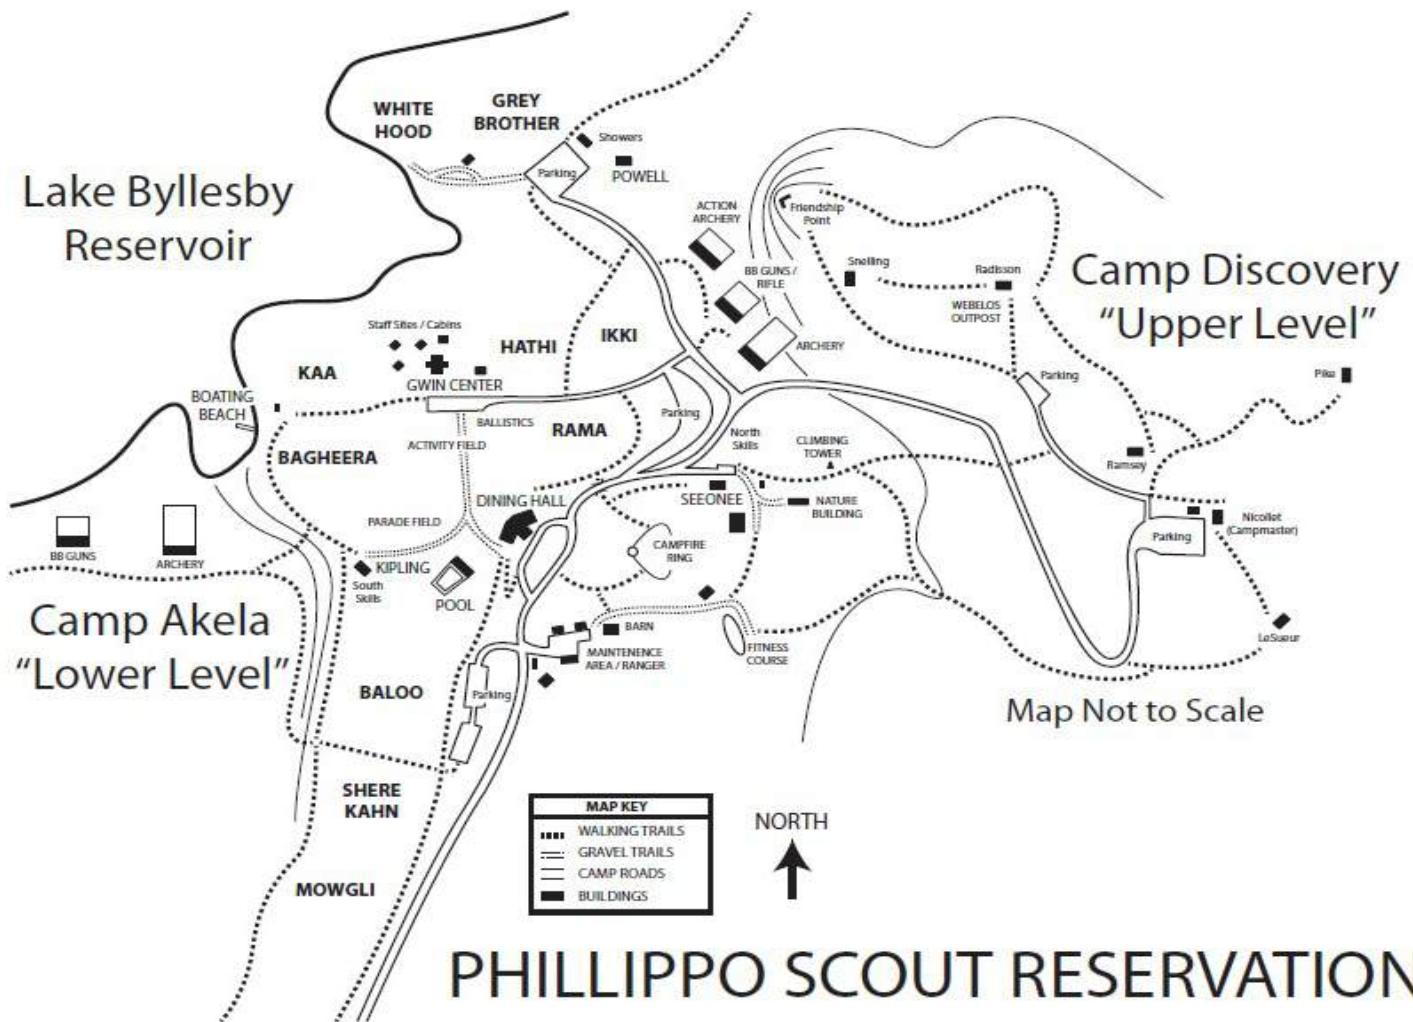 WHITE
HOOD
GREY
BROTHER
Showers
Parking
POWELL
Lake Byllesby
Reservoir
ACTION
ARCHERY
Friendship
Point
BB GUNS /
RIFLE
Snelling
Radisson
WEBELOS
OUTPOST
Camp Discovery
“Upper Level”
Staff Sites / Cabins
HATHI
IKKI
ARCHERY
KAA
GWIN CENTER
Parking
Pike
BOATING
BEACH
BALLISTICS
ACTIVITY FIELD
RAMA
Parking
North
Skills
CLIMBING
TOWER
BAGHEERA
Ramsey
DINING HALL
SEEONEE
NATURE
BUILDING
PARADE FIELD
Nicollet
(Campmaster)
Parking
BB GUNS
ARCHERY
KIPLING
South
Skills
POOL
CAMPFIRE
RING
Camp Akela
“Lower Level”
BARN
MAINTENENCE
AREA / RANGER
FITNESS
COURSE
LeSueur
BALOO
Parking
Map Not to Scale
SHERE
KAHN
MOWGLI
MAP KEY
WALKING TRAILS
GRAVEL TRAILS
CAMP ROADS
BUILDINGS
NORTH
PHILLIPPO SCOUT RESERVATION